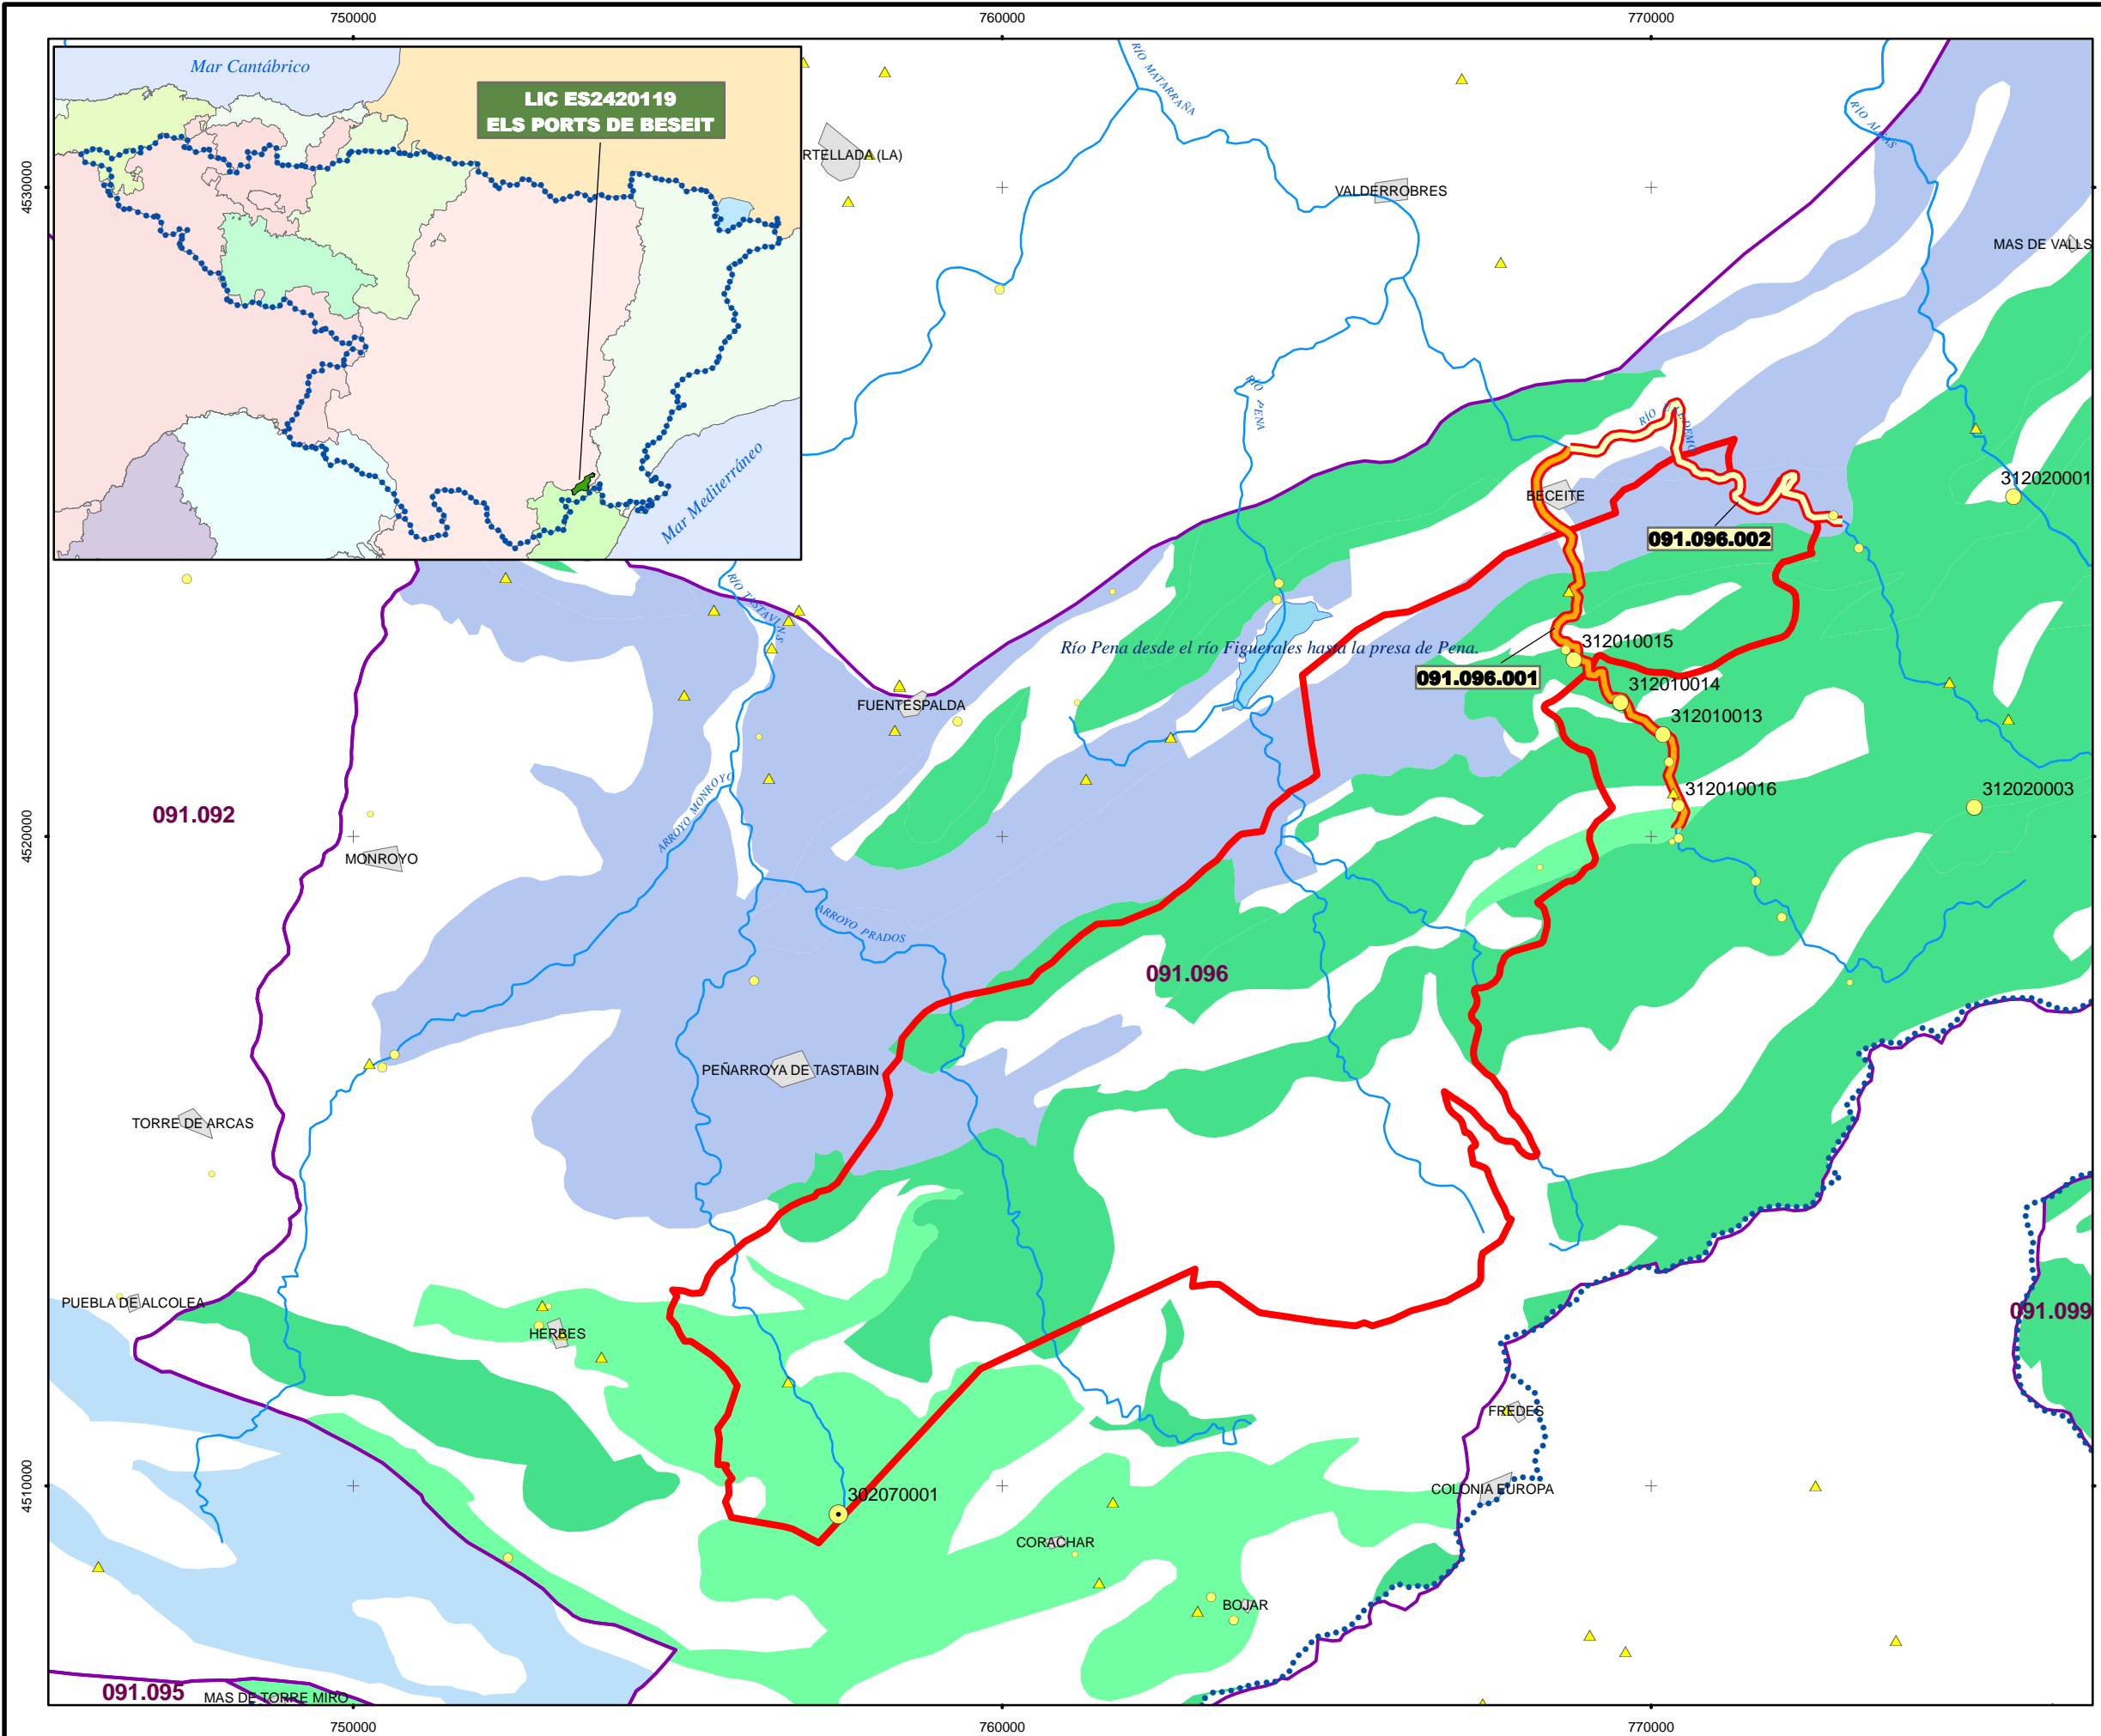 750000
760000
770000
Mar Cantábrico
LIC ES2420119
ELS PORTS DE BESEIT
Mar Mediterráneo
4530000
4520000
4510000
RÍO MATARRAÑA
RÍO ALGAS
RTELLADA (LA)
VALDERROBRES
MAS DE VALLS
RÍO PENA
RÍO
BECEITE
312020001
091.096.002
RÍO TASTAVINS
Río Pena desde el río Figuerales hasta la presa de Pena.
312010015
091.096.001
312010014
FUENTESPALDA
312010013
ARROYO MONROYO
312010016
312020003
091.092
MONROYO
ARROYO PRADOS
091.096
PEÑARROYA DE TASTABIN
TORRE DE ARCAS
PUEBLA DE ALCOLEA
091.099
HERBES
FREDES
COLONIA EUROPA
302070001
CORACHAR
BOJAR
091.095
MAS DE TORRE MIRO
750000
760000
770000